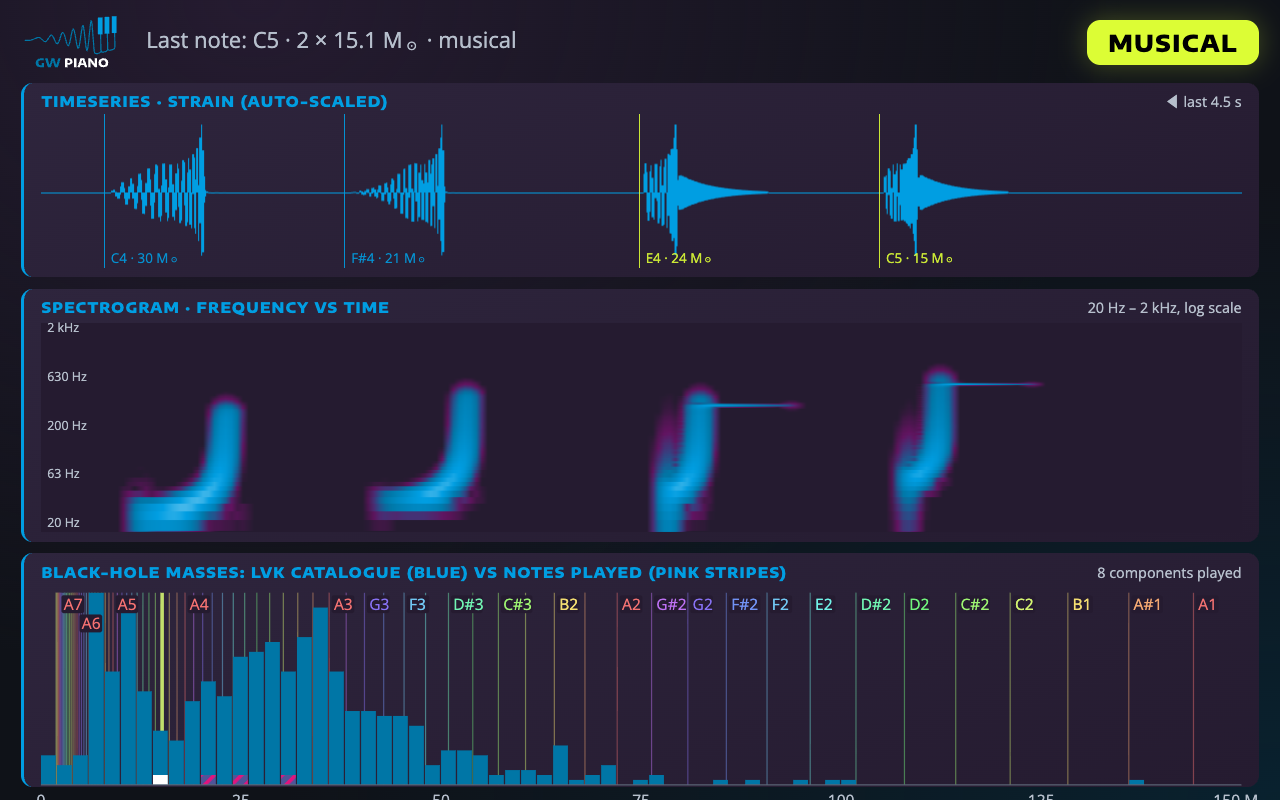 GW PIANO
Last note: C5 · 2 × 15.1 M☉ · musical
MUSICAL
TIMESERIES · STRAIN (AUTO-SCALED)
◀ last 4.5 s
C4 · 30 M☉
F#4 · 21 M☉
E4 · 24 M☉
C5 · 15 M☉
SPECTROGRAM · FREQUENCY VS TIME
20 Hz – 2 kHz, log scale
2 kHz
630 Hz
200 Hz
63 Hz
20 Hz
BLACK-HOLE MASSES: LVK CATALOGUE (BLUE) VS NOTES PLAYED (PINK STRIPES)
8 components played
A7 A5 A4 A3 G3 F3 D#3 C#3 B2 A2 G#2 G2 F#2 F2 E2 D#2 D2 C#2 C2 B1 A#1 A1
A6
0 25 50 75 100 125 150 M